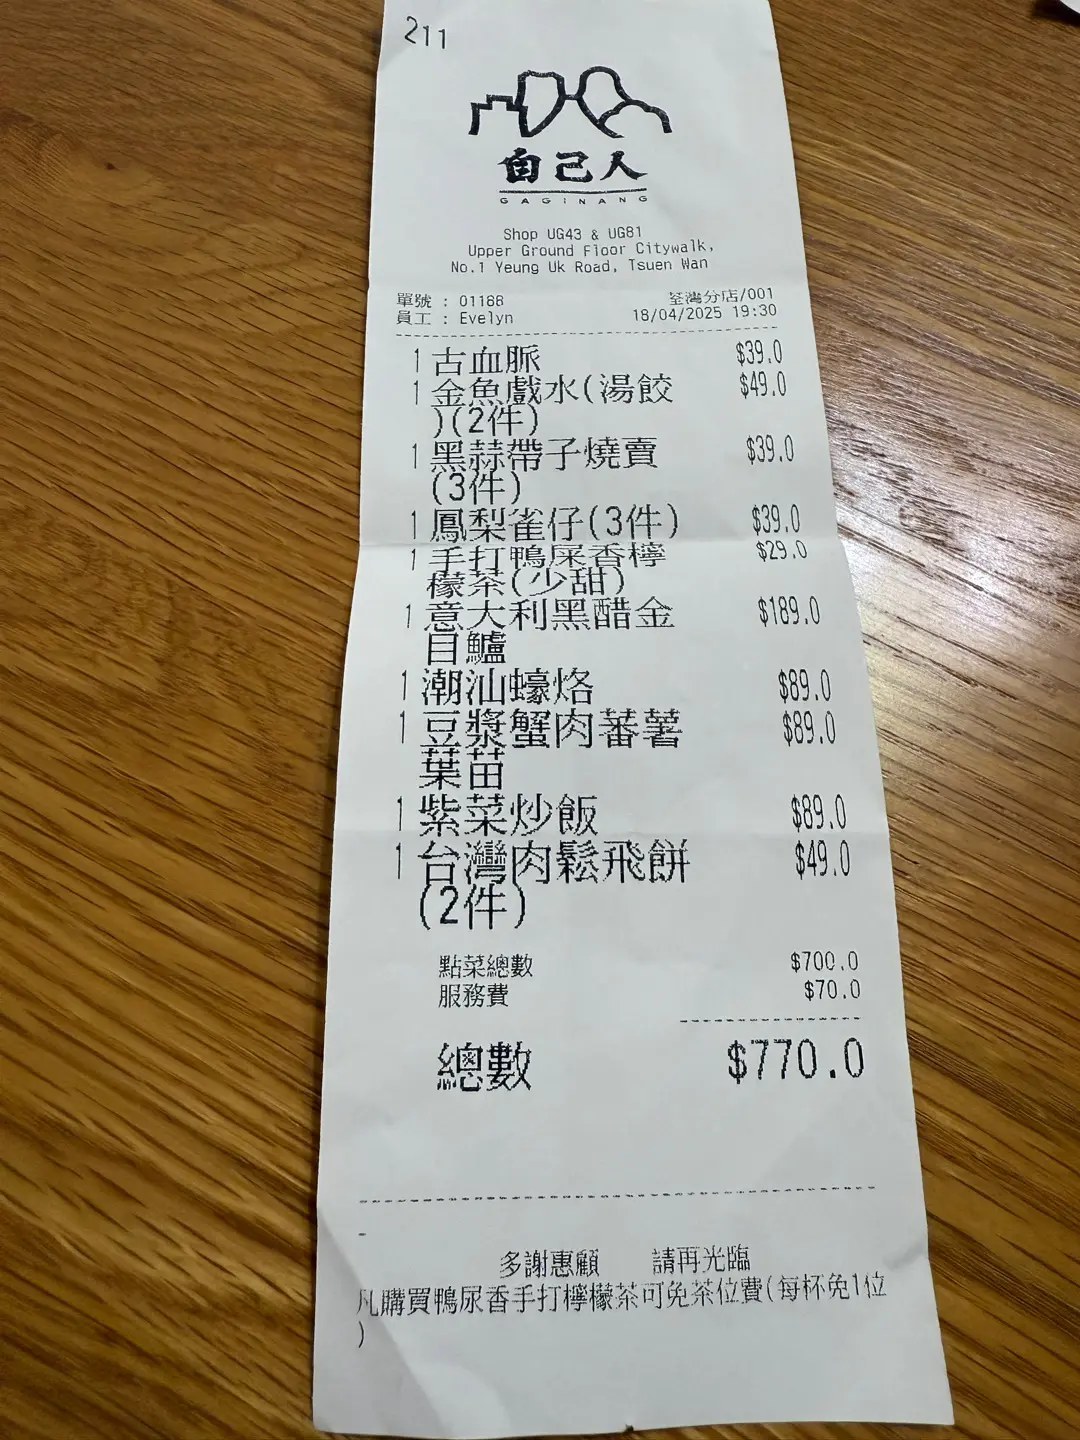 211
自己人
GAGINANG
Shop UG43 & UG81
Upper Ground Floor Citywalk,
No.1 Yeung Uk Road, Tsuen Wan
單號 : 01188 荃灣分店/001
員工 : Evelyn 18/04/2025 19:30
1 古血脈 $39.0
1 金魚戲水(湯餃 $49.0
)(2件)
1 黑蒜帶子燒賣 $39.0
(3件)
1 鳳梨雀仔(3件) $39.0
1 手打鴨屎香檸 $29.0
檬茶(少甜)
1 意大利黑醋金 $189.0
目鱸
1 潮汕蠔烙 $89.0
1 豆漿蟹肉蕃薯 $89.0
葉苗
1 紫菜炒飯 $89.0
1 台灣肉鬆飛餅 $49.0
(2件)
點菜總數 $700.0
服務費 $70.0
總數 $770.0
多謝惠顧 請再光臨
凡購買鴨尿香手打檸檬茶可免茶位費(每杯免1位
)